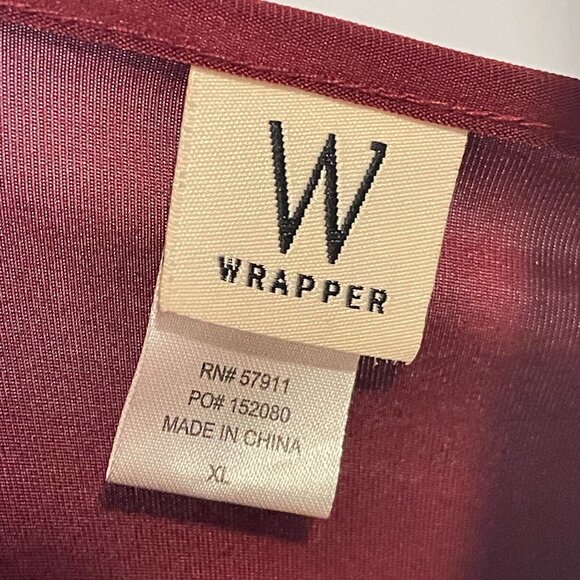 W
WRAPPER
RN# 57911
PO# 152080
MADE IN CHINA
XL